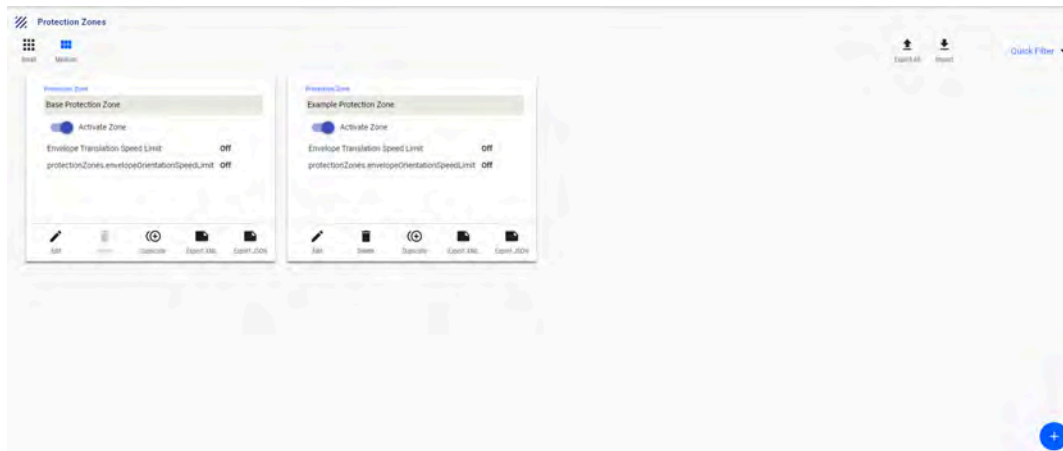 Protection Zones
Small
Medium
Export All
Import
Quick Filter
Protection Zone
Base Protection Zone
Activate Zone
Envelope Translation Speed Limit Off
protectionZones.envelopeOrientationSpeedLimit Off
Edit
Delete
Duplicate
Export XML
Export JSON
Protection Zone
Example Protection Zone
Activate Zone
Envelope Translation Speed Limit Off
protectionZones.envelopeOrientationSpeedLimit Off
Edit
Delete
Duplicate
Export XML
Export JSON